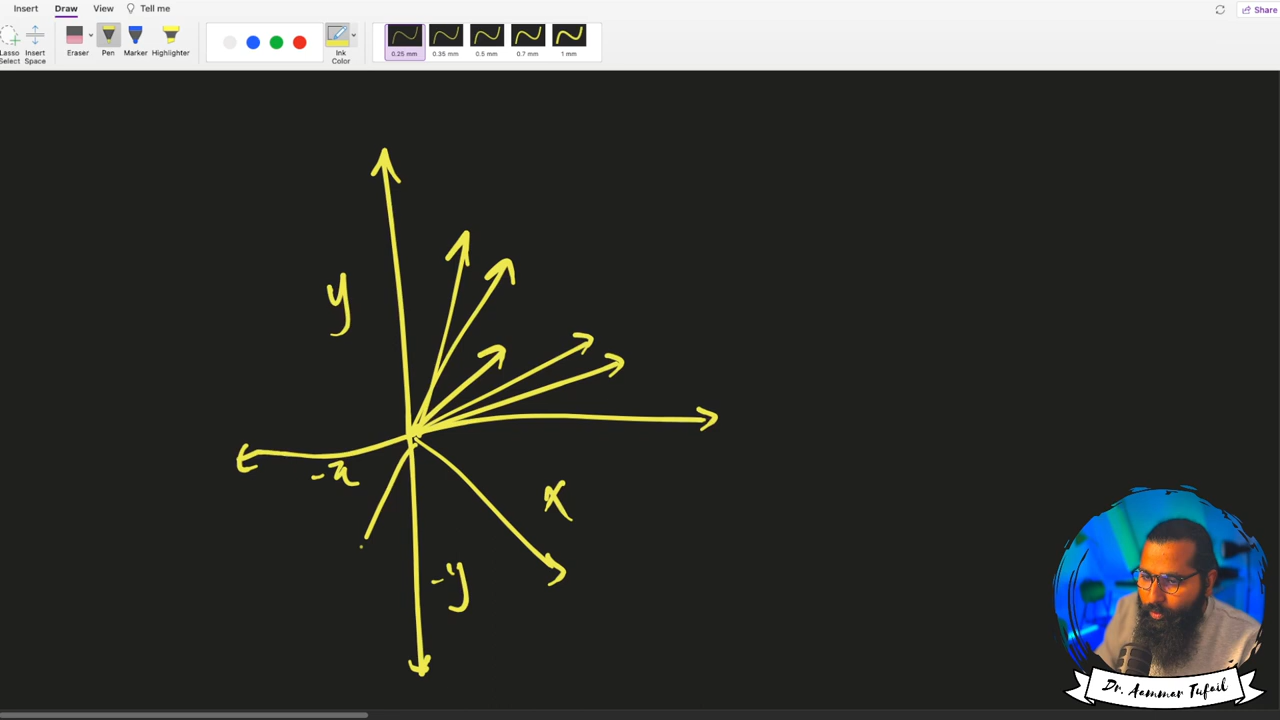 Insert Draw View Tell me
Share
Lasso Select
Insert Space
Eraser
Pen
Marker
Highlighter
Ink Color
0.25 mm
0.35 mm
0.5 mm
0.7 mm
1 mm
y
-x
x
-y
Dr. Aammar Tufail